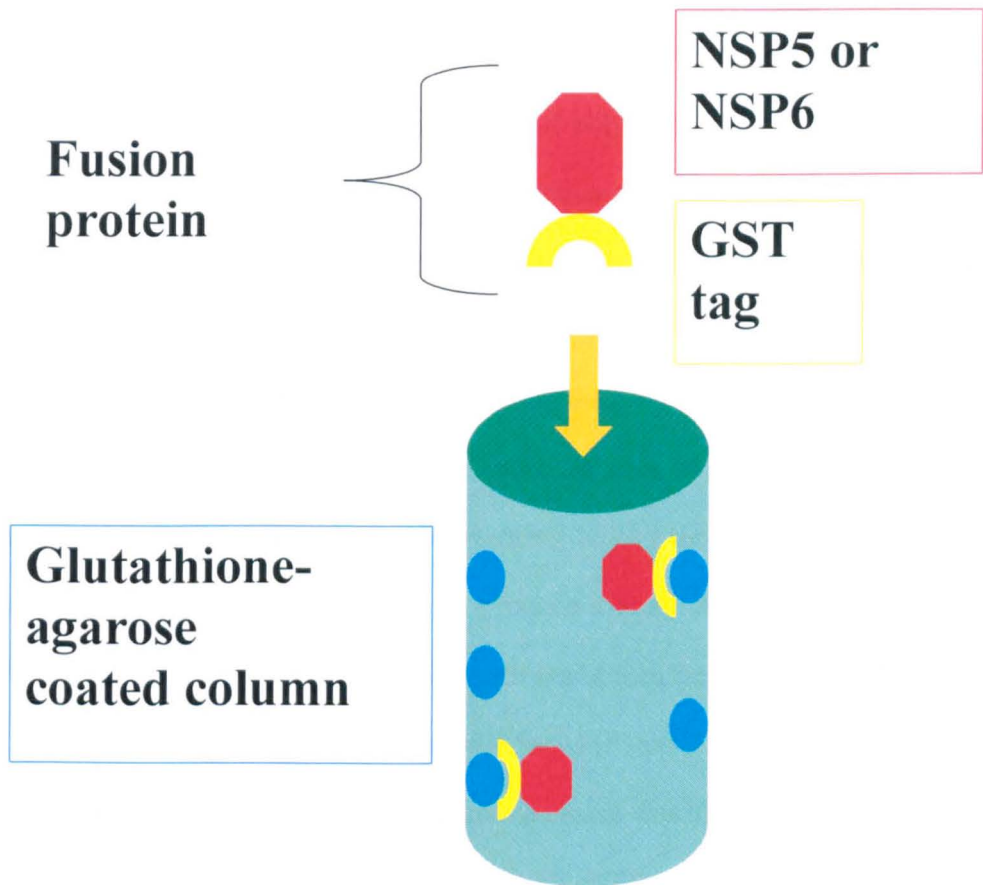 NSP5 or
NSP6
Fusion
protein
GST
tag
Glutathione-
agarose
coated column